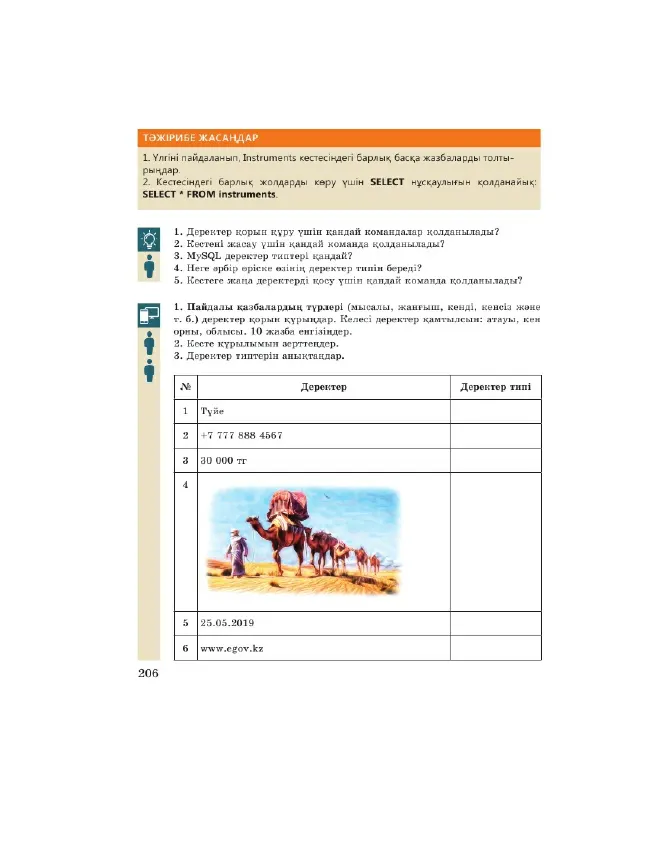 ТӘЖІРИБЕ ЖАСАҢДАР
1. Үлгіні пайдаланып, Instruments кестесіндегі барлық басқа жазбаларды толты-
рыңдар.
2. Кестесіндегі барлық жолдарды көру үшін SELECT нұсқаулығын қолданайық:
SELECT * FROM instruments.
1. Деректер қорын құру үшін қандай командалар қолданылады?
2. Кестені жасау үшін қандай команда қолданылады?
3. MySQL деректер типтері қандай?
4. Неге әрбір өріске өзінің деректер типін береді?
5. Кестеге жаңа деректерді қосу үшін қандай команда қолданылады?
1. Пайдалы қазбалардың түрлері (мысалы, жанғыш, кенді, кенсіз және
т. б.) деректер қорын құрыңдар. Келесі деректер қамтылсын: атауы, кен
орны, облысы. 10 жазба енгізіңдер.
2. Кесте құрылымын зерттеңдер.
3. Деректер типтерін анықтаңдар.
№ Деректер Деректер типі
1 Түйе
2 +7 777 888 4567
3 30 000 тг
4
5 25.05.2019
6 www.egov.kz
206